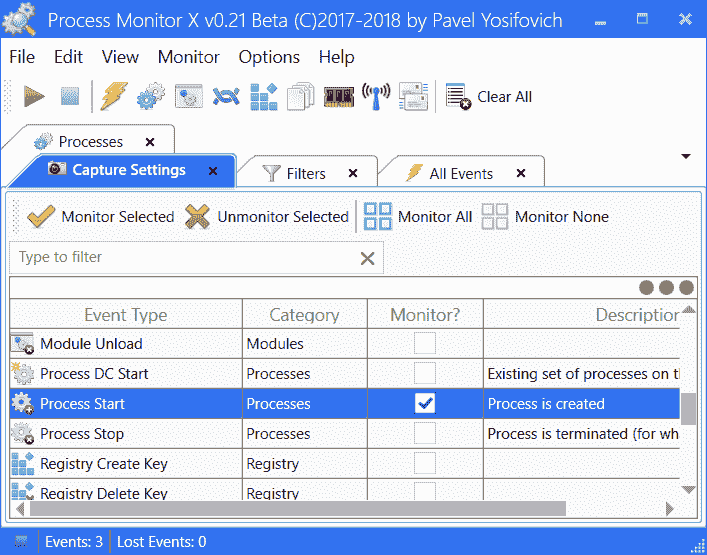 Process Monitor X v0.21 Beta (C)2017-2018 by Pavel Yosifovich
File Edit View Monitor Options Help
Clear All
Processes
Capture Settings Filters All Events
Monitor Selected Unmonitor Selected Monitor All Monitor None
Type to filter
Event Type Category Monitor? Description
Module Unload Modules
Process DC Start Processes Existing set of processes on th
Process Start Processes Process is created
Process Stop Processes Process is terminated (for wha
Registry Create Key Registry
Registry Delete Key Registry
Events: 3 Lost Events: 0